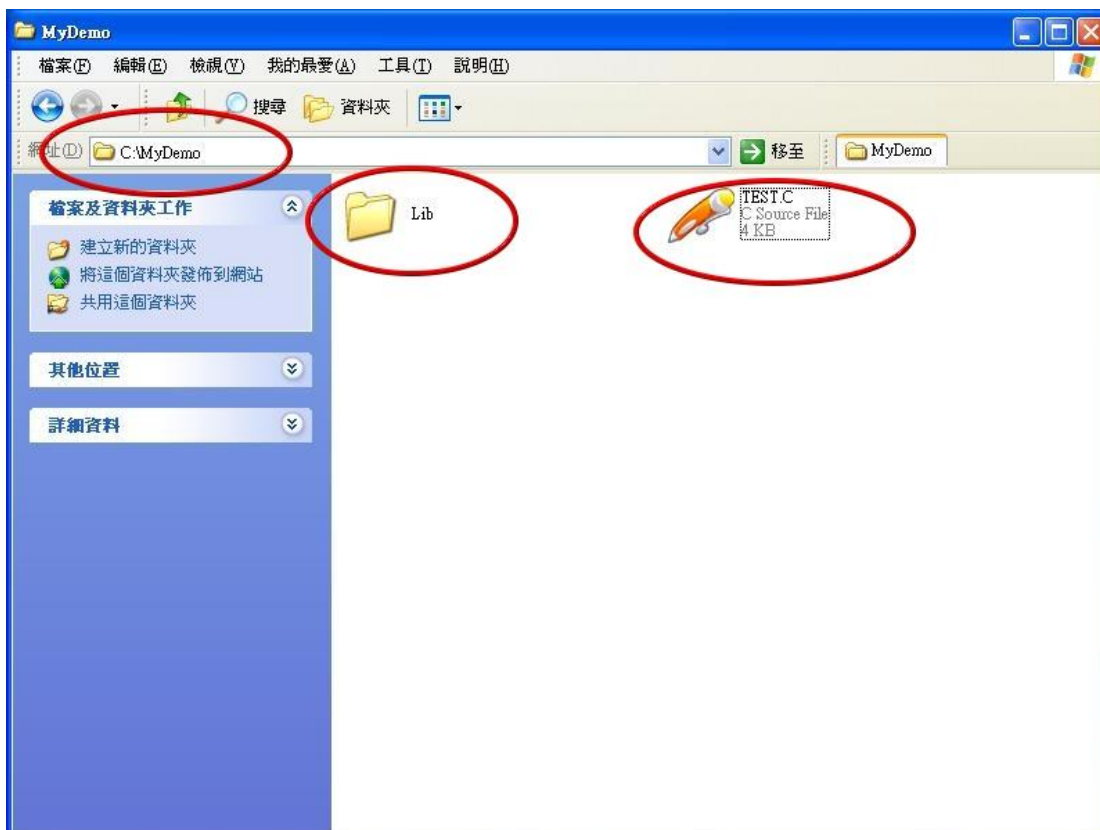 MyDemo
檔案(F) 編輯(E) 檢視(V) 我的最愛(A) 工具(T) 說明(H)
搜尋 資料夾
網址(D) C:\MyDemo 移至 MyDemo
檔案及資料夾工作
建立新的資料夾
將這個資料夾發佈到網站
共用這個資料夾
其他位置
詳細資料
Lib
TEST.C
C Source File
4 KB